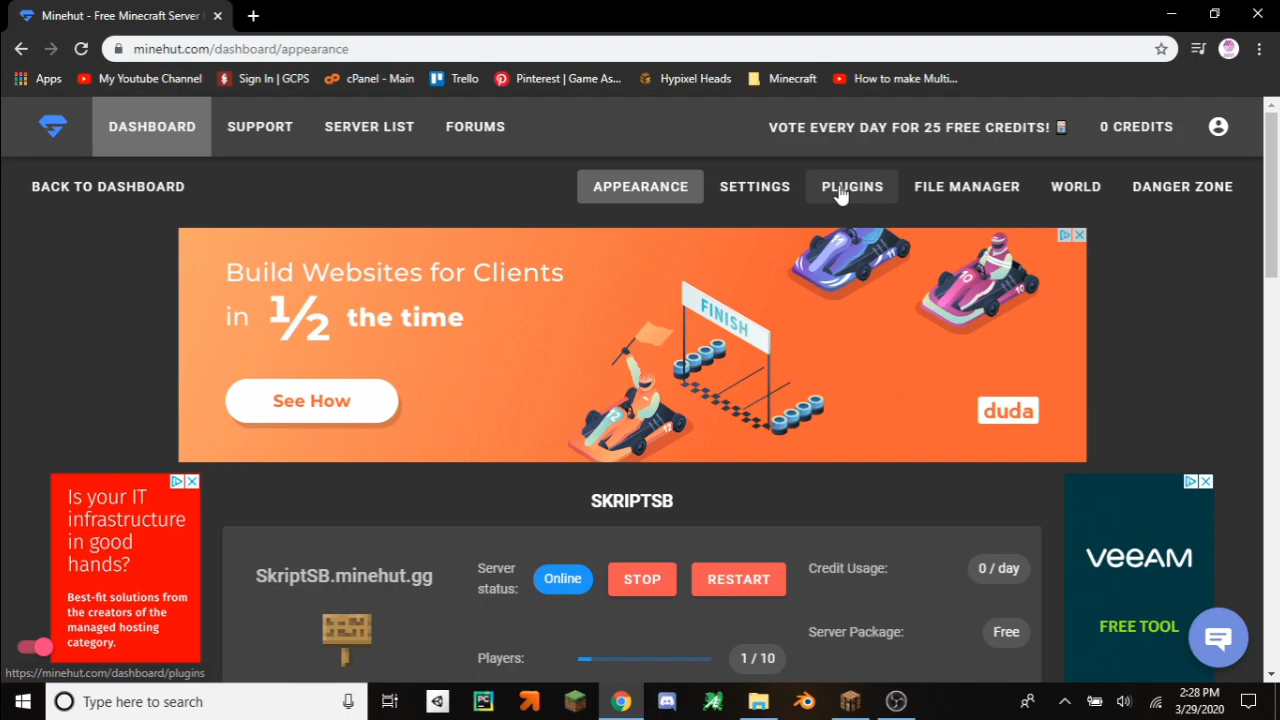 Minehut - Free Minecraft Server
minehut.com/dashboard/appearance
Apps
My Youtube Channel
Sign In | GCPS
cPanel - Main
Trello
Pinterest | Game As...
Hypixel Heads
Minecraft
How to make Multi...
DASHBOARD
SUPPORT
SERVER LIST
FORUMS
VOTE EVERY DAY FOR 25 FREE CREDITS!
0 CREDITS
BACK TO DASHBOARD
APPEARANCE
SETTINGS
PLUGINS
FILE MANAGER
WORLD
DANGER ZONE
Build Websites for Clients
in 1/2 the time
See How
FINISH
10
12
12
duda
Is your IT
infrastructure
in good
hands?
Best-fit solutions from
the creators of the
managed hosting
category.
SKRIPTSB
SkriptSB.minehut.gg
Server
status:
Online
STOP
RESTART
Players:
1 / 10
Credit Usage:
0 / day
Server Package:
Free
VEEAM
FREE TOOL
https://minehut.com/dashboard/plugins
Type here to search
2:28 PM
3/29/2020